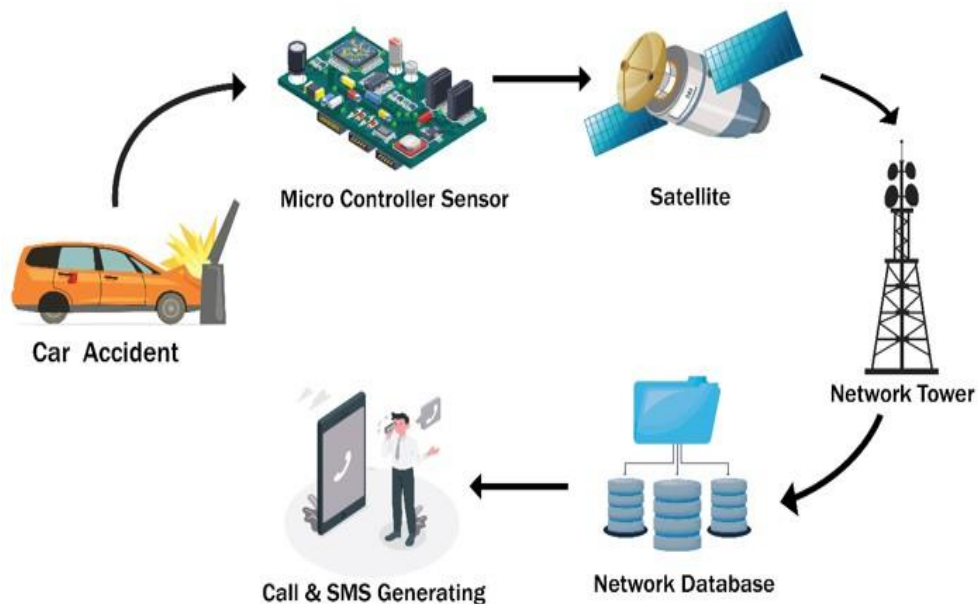 Micro Controller Sensor
Satellite
Car Accident
Network Tower
Call & SMS Generating
Network Database